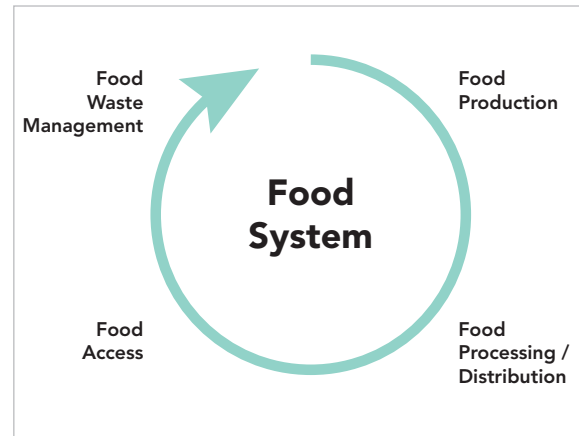 Food
Waste
Management
Food
Production
Food
System
Food
Access
Food
Processing /
Distribution